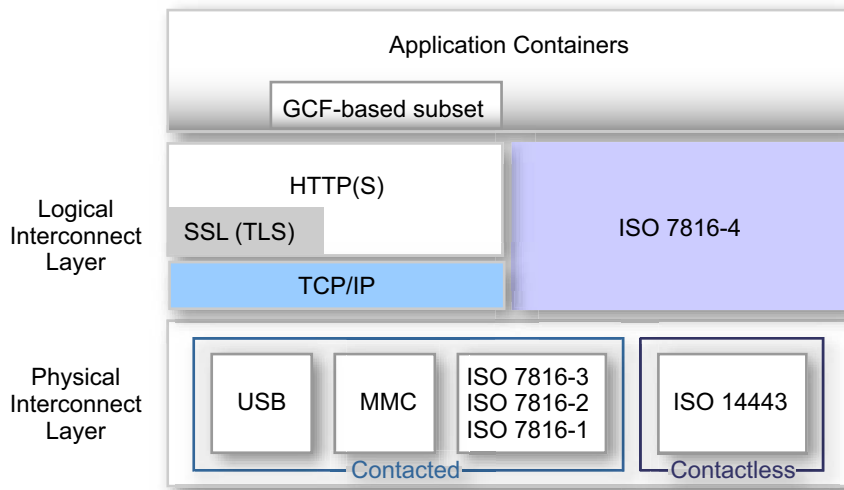 Application Containers
GCF-based subset
Logical
Interconnect
Layer
HTTP(S)
SSL (TLS)
TCP/IP
ISO 7816-4
Physical
Interconnect
Layer
USB
MMC
ISO 7816-3
ISO 7816-2
ISO 7816-1
ISO 14443
Contacted
Contactless